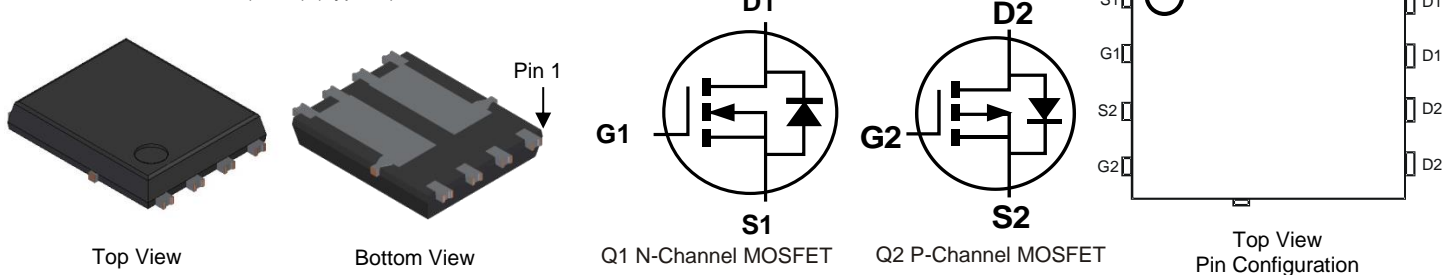 D1
D2
S1
D1
Pin 1
G1
D1
G1
G2
S2
D2
G2
D2
S1
S2
Top View
Bottom View
Q1 N-Channel MOSFET
Q2 P-Channel MOSFET
Top View
Pin Configuration